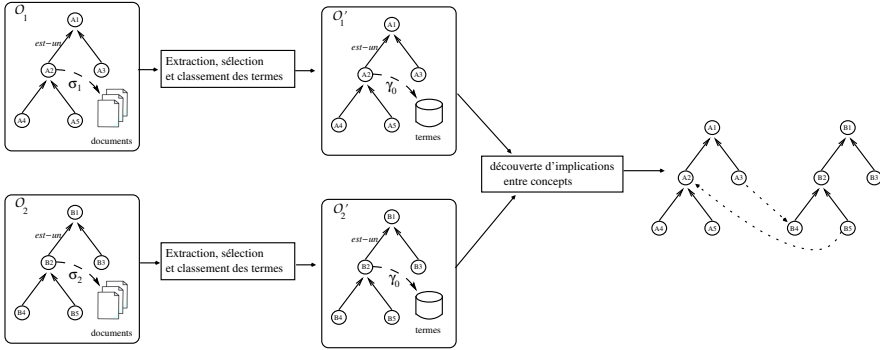 O1
A1
est-un
A2
A3
σ1
A4
A5
documents
Extraction, sélection
et classement des termes
O1'
A1
est-un
A2
A3
γ0
A4
A5
termes
O2
B1
est-un
B2
B3
σ2
B4
B5
documents
Extraction, sélection
et classement des termes
O2'
B1
est-un
B2
B3
γ0
B4
B5
termes
découverte d'implications
entre concepts
A1
A2
A3
A4
A5
B1
B2
B3
B4
B5